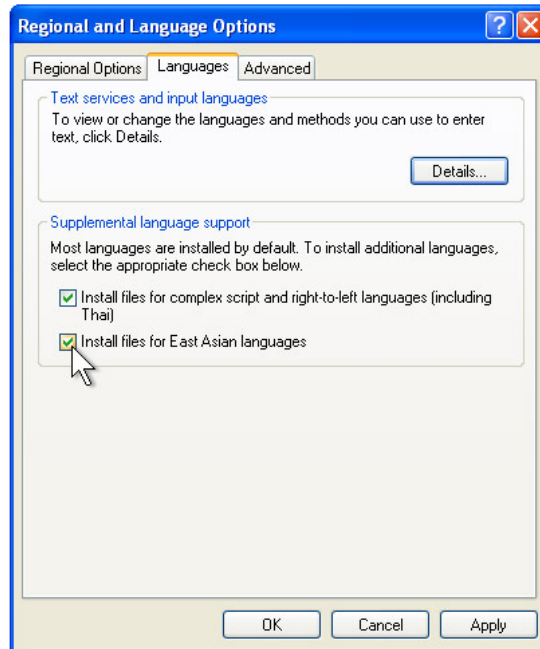 Regional and Language Options
Regional Options Languages Advanced
Text services and input languages
To view or change the languages and methods you can use to enter
text, click Details.
Details...
Supplemental language support
Most languages are installed by default. To install additional languages,
select the appropriate check box below.
Install files for complex script and right-to-left languages (including
Thai)
Install files for East Asian languages
OK Cancel Apply